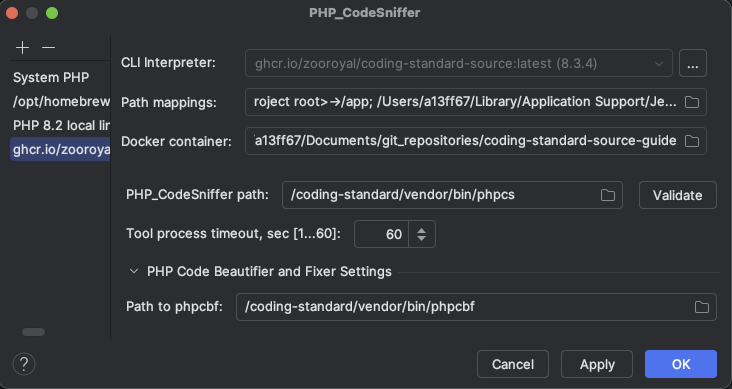 PHP_CodeSniffer
System PHP
/opt/homebrew
PHP 8.2 local lin
ghcr.io/zooroyal
CLI Interpreter: ghcr.io/zooroyal/coding-standard-source:latest (8.3.4) ...
Path mappings: roject root>→/app; /Users/a13ff67/Library/Application Support/Je...
Docker container: a13ff67/Documents/git_repositories/coding-standard-source-guide
PHP_CodeSniffer path: /coding-standard/vendor/bin/phpcs Validate
Tool process timeout, sec [1...60]: 60
PHP Code Beautifier and Fixer Settings
Path to phpcbf: /coding-standard/vendor/bin/phpcbf
? Cancel Apply OK